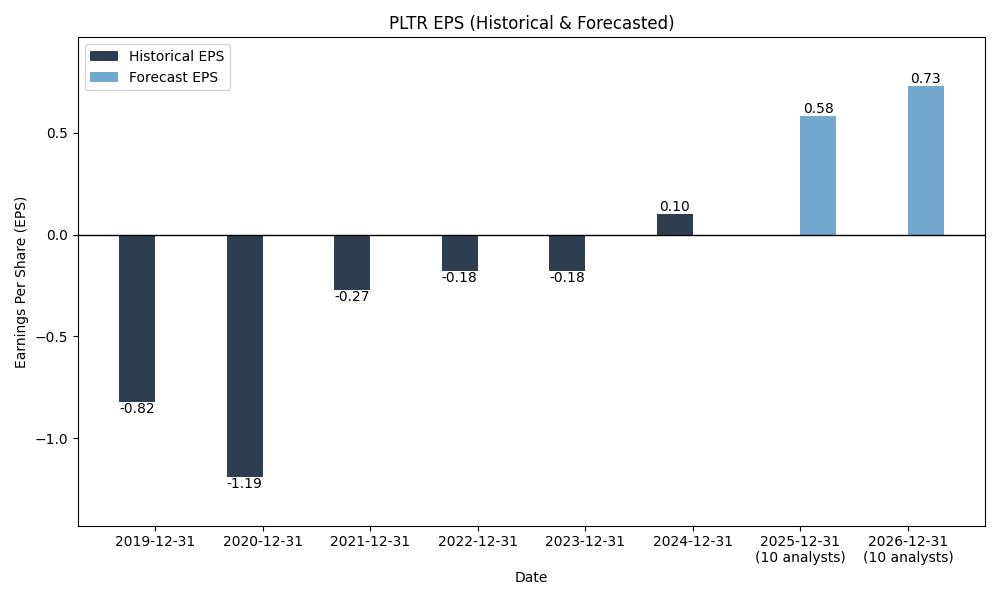 PLTR EPS (Historical & Forecasted)
Historical EPS
Forecast EPS
Earnings Per Share (EPS)
0.5
0.0
−0.5
−1.0
-0.82
-1.19
-0.27
-0.18
-0.18
0.10
0.58
0.73
2019-12-31
2020-12-31
2021-12-31
2022-12-31
2023-12-31
2024-12-31
2025-12-31
(10 analysts)
2026-12-31
(10 analysts)
Date